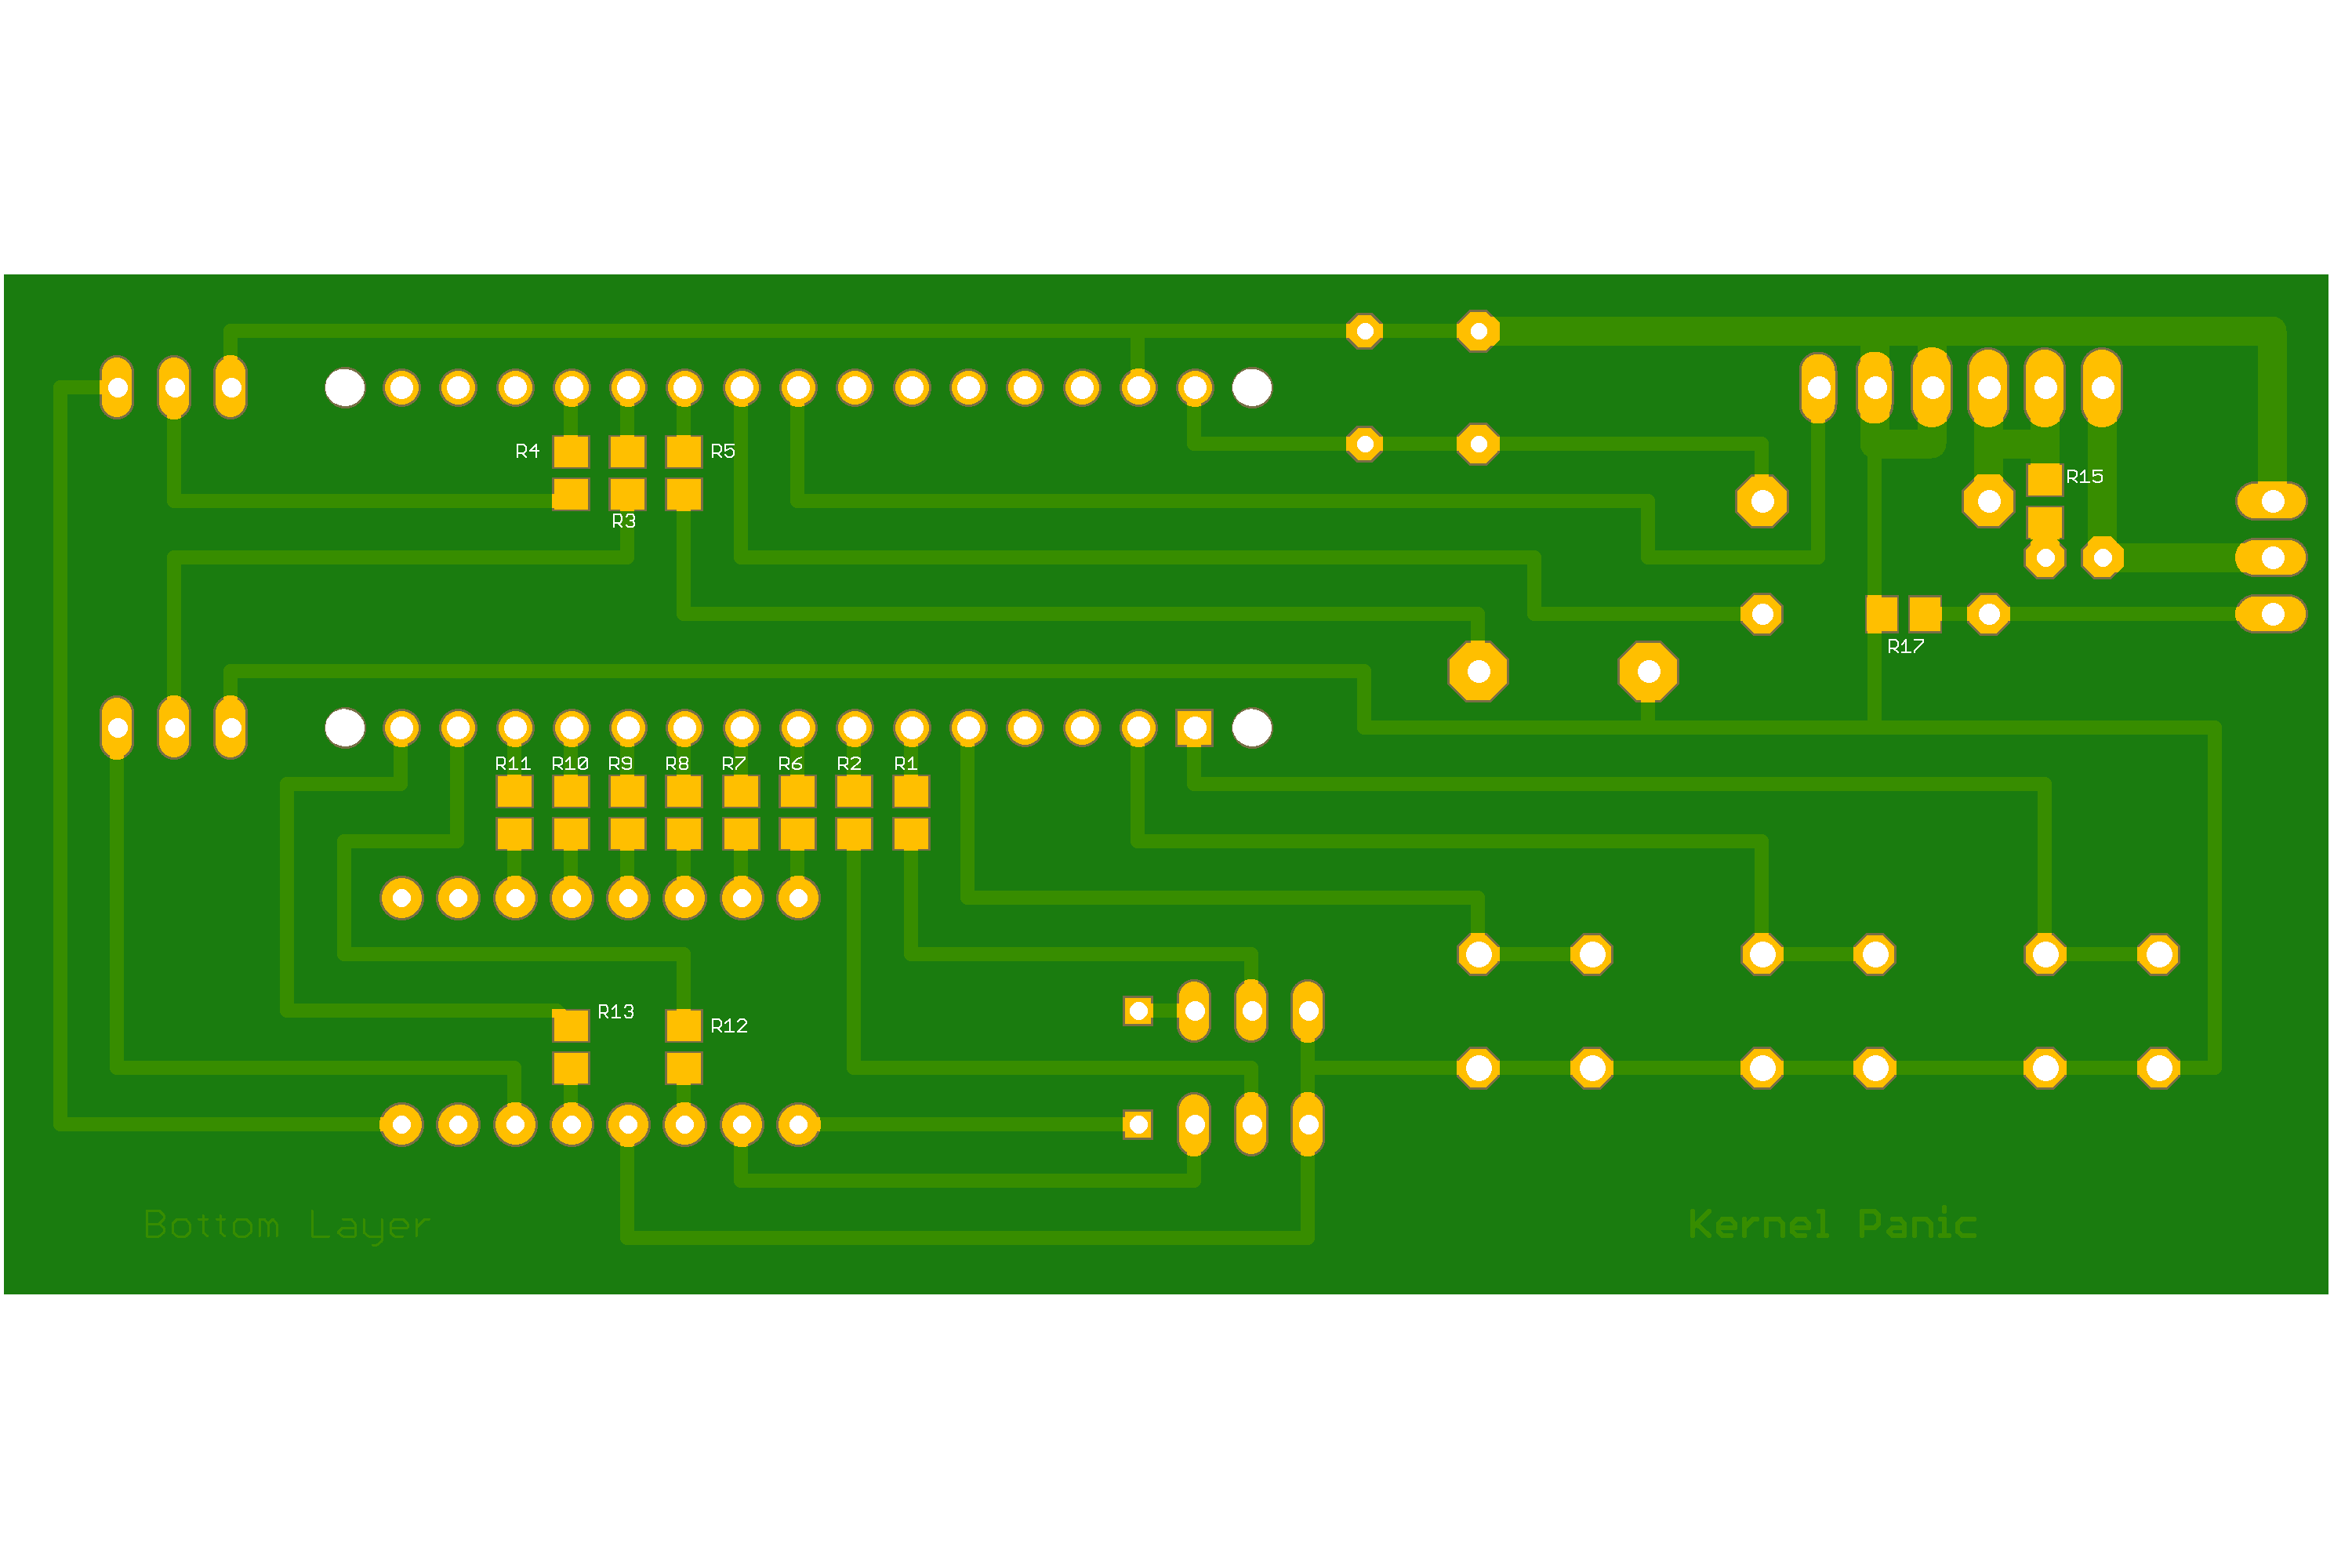 R4
R5
R15
R3
R17
R11 R10 R9 R8 R7 R6 R2 R1
R13
R12
Bottom Layer
Kernel Panic